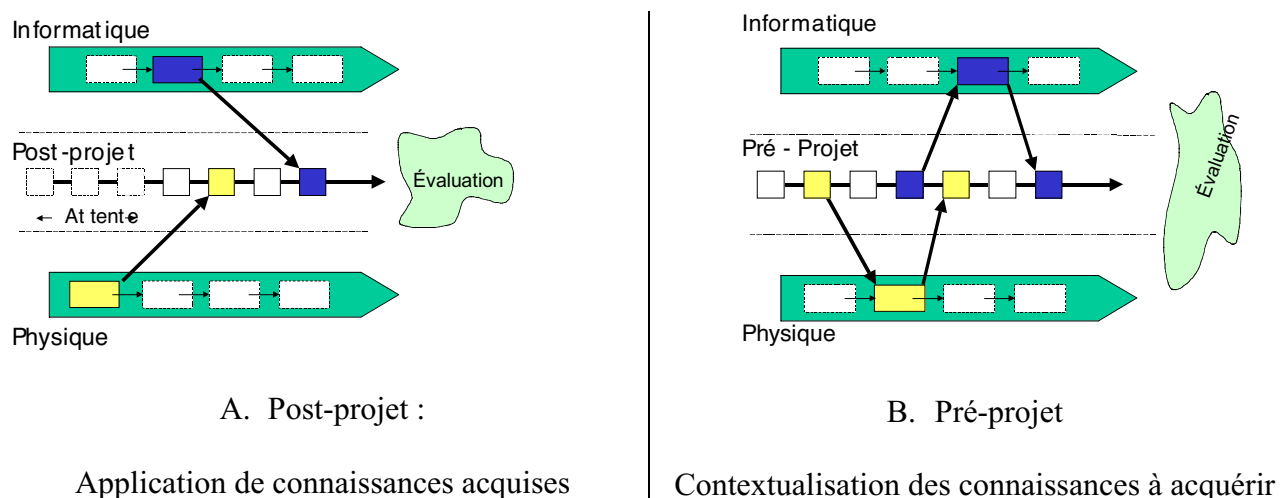 Informatique
Post-projet
← Attente
Évaluation
Physique
A. Post-projet :
Application de connaissances acquises
Informatique
Pré - Projet
Évaluation
Physique
B. Pré-projet
Contextualisation des connaissances à acquérir